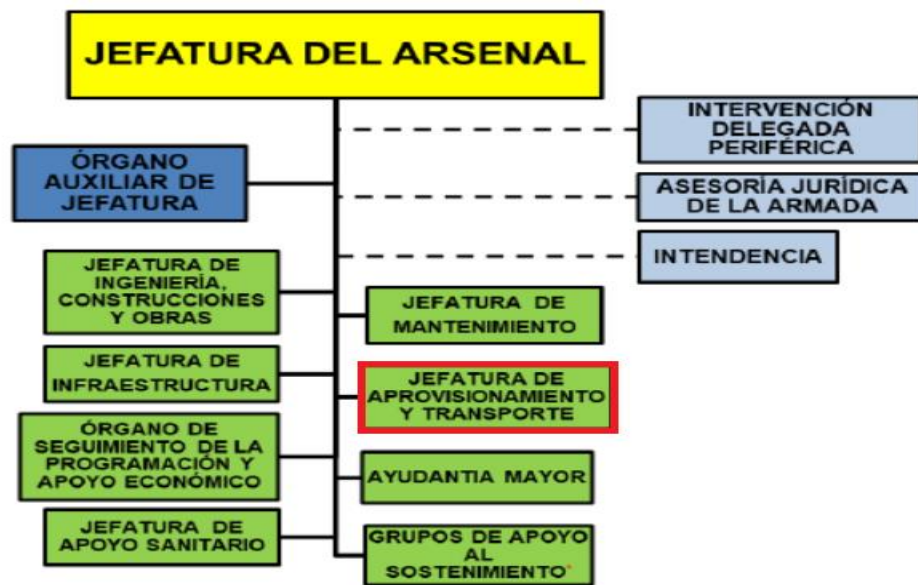 JEFATURA DEL ARSENAL
INTERVENCIÓN
DELEGADA
PERIFÉRICA
ÓRGANO
AUXILIAR DE
JEFATURA
ASESORÍA JURÍDICA
DE LA ARMADA
INTENDENCIA
JEFATURA DE
INGENIERÍA,
CONSTRUCCIONES
Y OBRAS
JEFATURA DE
MANTENIMIENTO
JEFATURA DE
INFRAESTRUCTURA
JEFATURA DE
APROVISIONAMIENTO
Y TRANSPORTE
ÓRGANO DE
SEGUIMIENTO DE LA
PROGRAMACIÓN Y
APOYO ECONÓMICO
AYUDANTIA MAYOR
JEFATURA DE
APOYO SANITARIO
GRUPOS DE APOYO
AL
SOSTENIMIENTO*